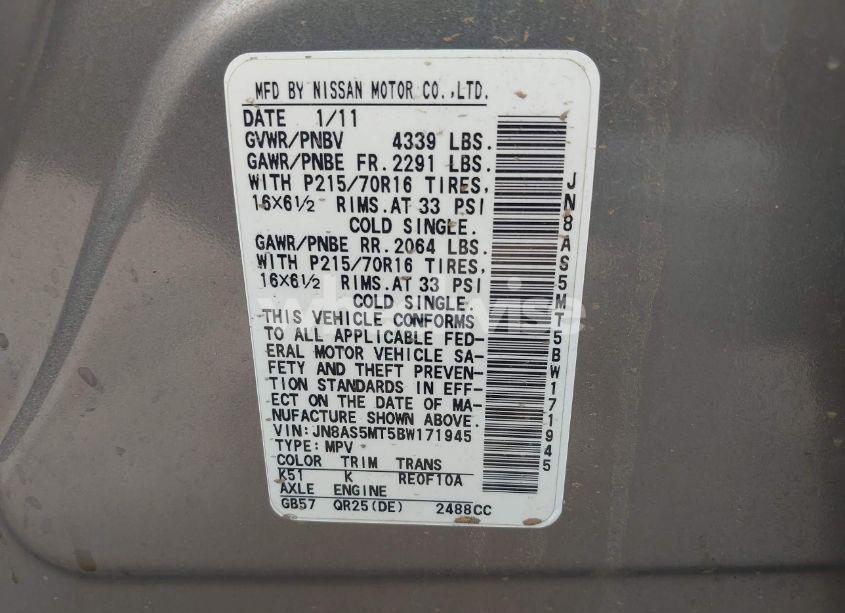 MFD BY NISSAN MOTOR CO.,LTD.
DATE 1/11
GVWR/PNBV 4339 LBS.
GAWR/PNBE FR.2291 LBS.
WITH P215/70R16 TIRES,
16X6½ RIMS.AT 33 PSI
COLD SINGLE.
GAWR/PNBE RR.2064 LBS.
WITH P215/70R16 TIRES,
16X6½ RIMS.AT 33 PSI
COLD SINGLE.
THIS VEHICLE CONFORMS
TO ALL APPLICABLE FED-
ERAL MOTOR VEHICLE SA-
FETY AND THEFT PREVEN-
TION STANDARDS IN EFF-
ECT ON THE DATE OF MA-
NUFACTURE SHOWN ABOVE.
VIN:JN8AS5MT5BW171945
TYPE:MPV
COLOR TRIM TRANS
K51 K RE0F10A
AXLE ENGINE
GB57 QR25(DE) 2488CC
JN8AS5MT5BW171945